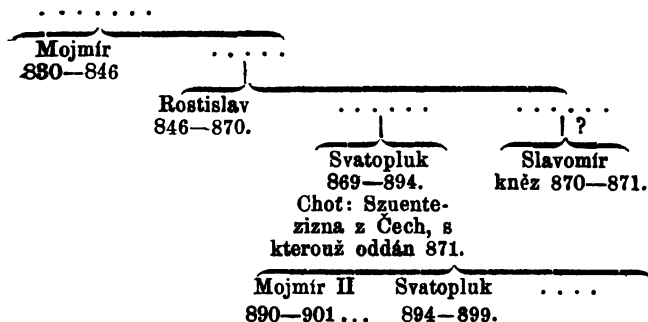 . . . . . . .
Mojmír
830—846
. . . . .
Rostislav
846—870.
. . . . . .
. . . . . .
?
Svatopluk
869—894.
Choť: Szuente-
zizna z Čech, s
kterouž oddán 871.
Slavomír
kněz 870—871.
Mojmír II
890—901 ...
Svatopluk
894—899.
. . . .